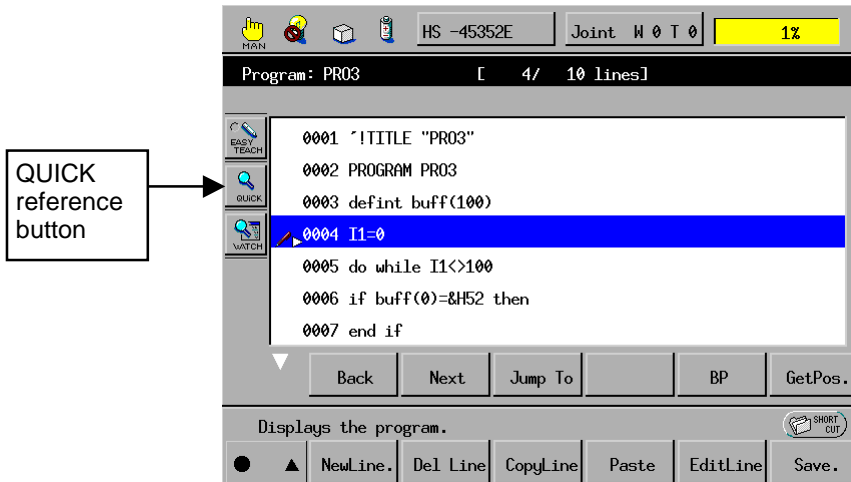 MAN
HS -45352E
Joint W 0 T 0
1%
Program: PRO3 [ 4/ 10 lines]
EASY
TEACH
QUICK
WATCH
QUICK
reference
button
0001 ´!TITLE "PRO3"
0002 PROGRAM PRO3
0003 defint buff(100)
0004 I1=0
0005 do while I1<>100
0006 if buff(0)=&H52 then
0007 end if
Back Next Jump To BP GetPos.
Displays the program.
SHORT
CUT
NewLine. Del Line CopyLine Paste EditLine Save.